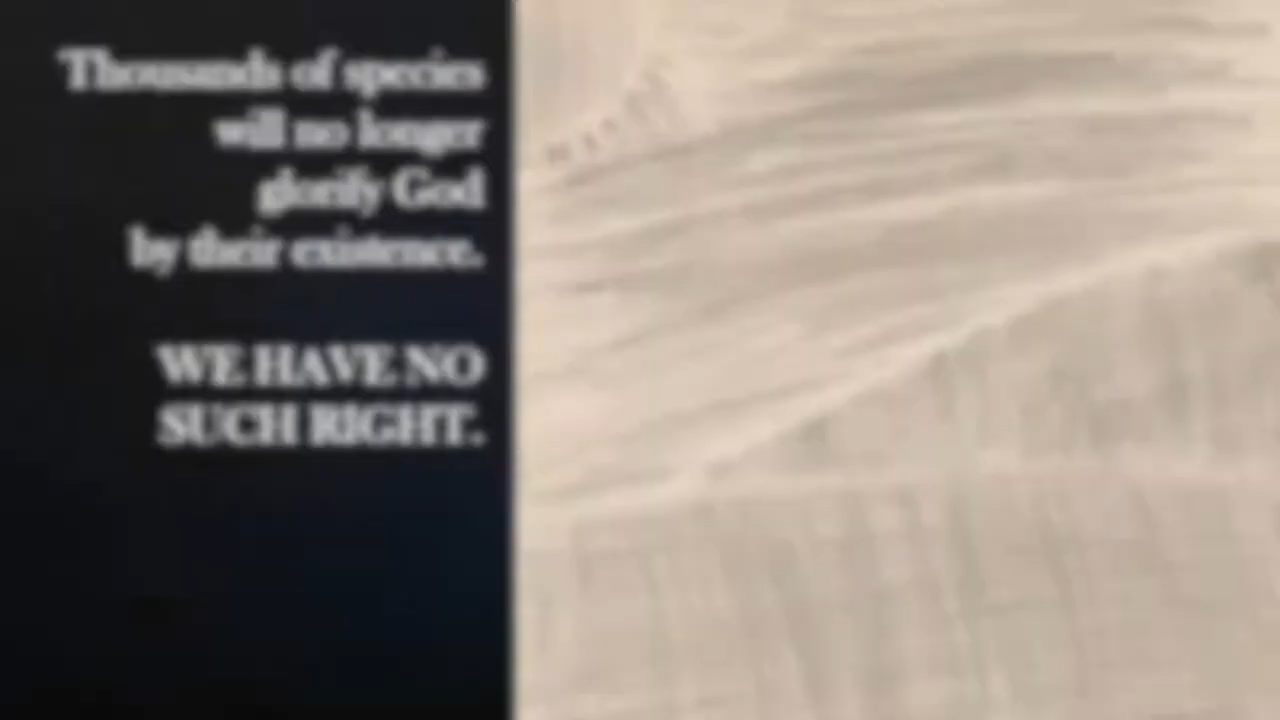 Thousands of species
will no longer
glorify God
by their existence.
WE HAVE NO
SUCH RIGHT.